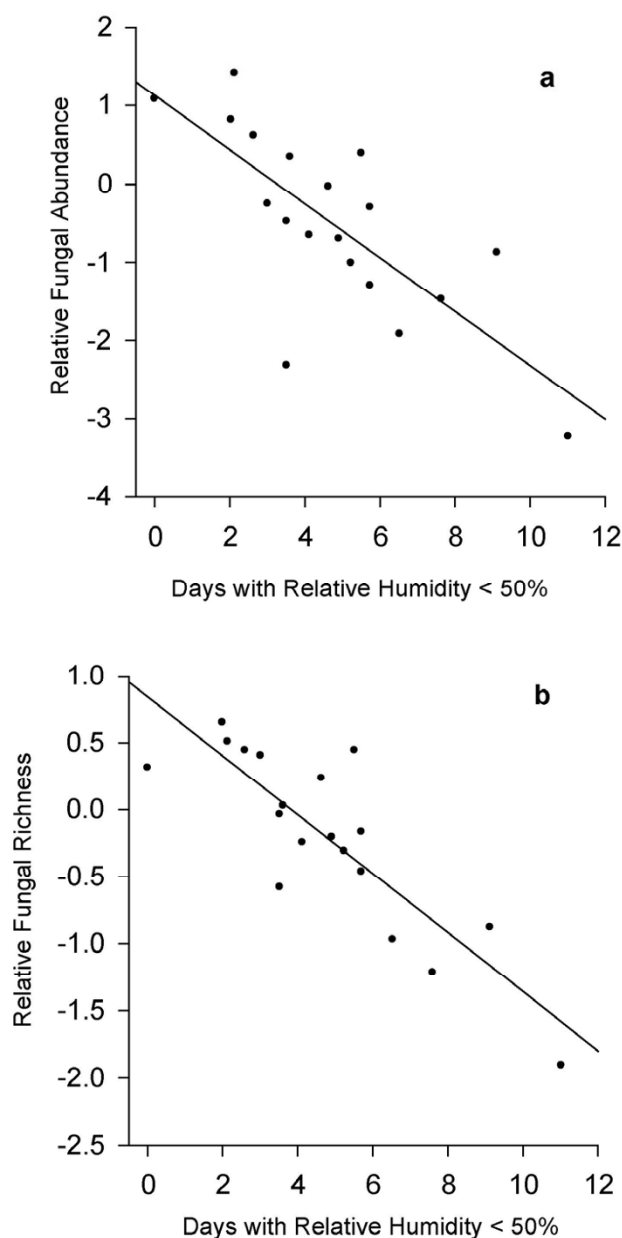 a
2
1
0
-1
-2
-3
-4
Relative Fungal Abundance
0 2 4 6 8 10 12
Days with Relative Humidity < 50%
b
1.0
0.5
0.0
-0.5
-1.0
-1.5
-2.0
-2.5
Relative Fungal Richness
0 2 4 6 8 10 12
Days with Relative Humidity < 50%